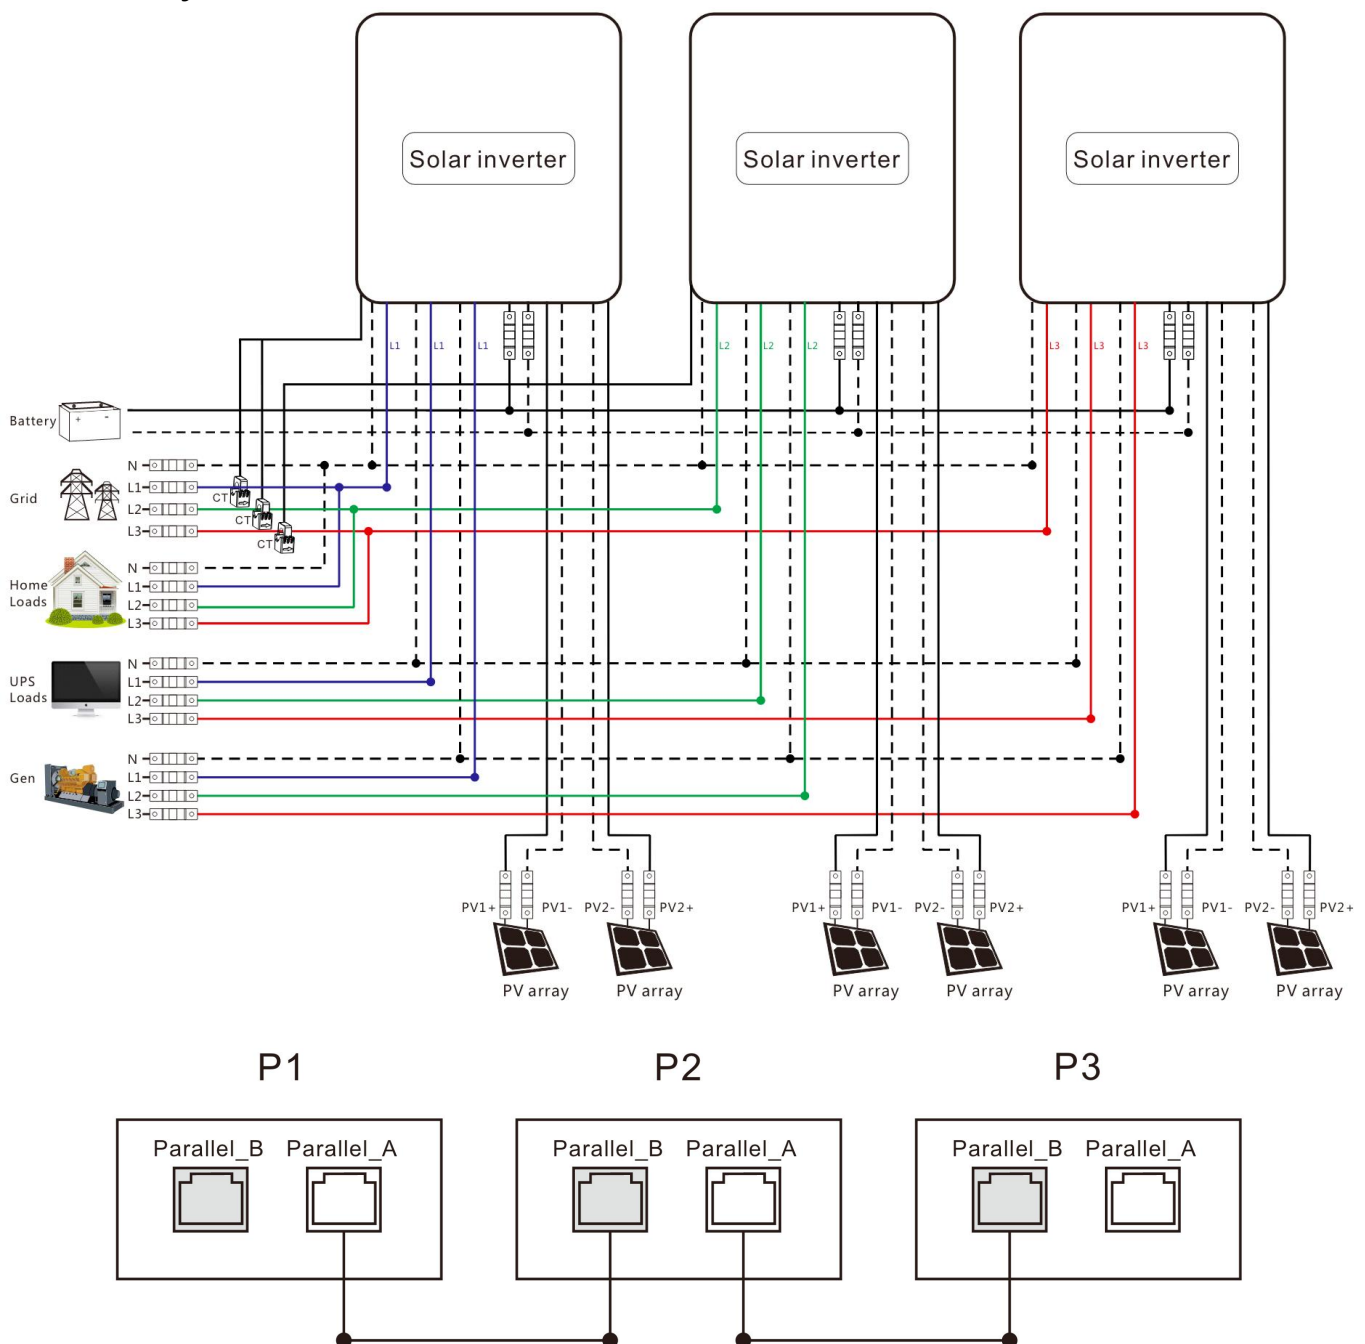 Solar inverter
Solar inverter
Solar inverter
L1
L1
L1
L2
L2
L2
L3
L3
L3
Battery
+ -
Grid
N
L1
L2
L3
CT
CT
CT
Home
Loads
N
L1
L2
L3
UPS
Loads
N
L1
L2
L3
Gen
N
L1
L2
L3
PV1+ PV1- PV2- PV2+
PV1+ PV1- PV2- PV2+
PV1+ PV1- PV2- PV2+
PV array PV array
PV array PV array
PV array PV array
P1
P2
P3
Parallel_B Parallel_A
Parallel_B Parallel_A
Parallel_B Parallel_A